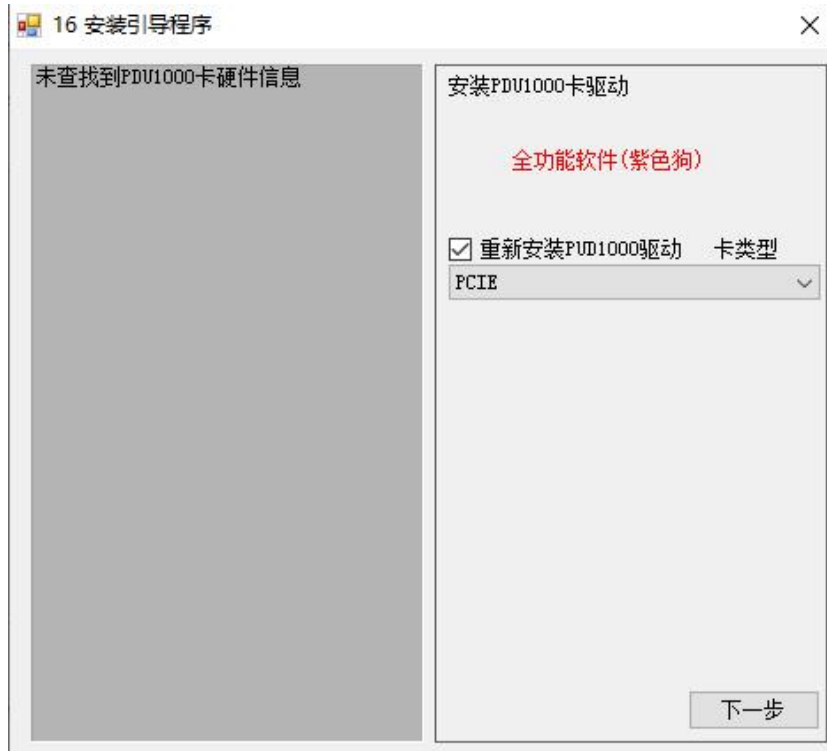 16 安装引导程序
未查找到PDU1000卡硬件信息
安装PDU1000卡驱动
全功能软件(紫色狗)
重新安装PUD1000驱动 卡类型
PCIE
下一步